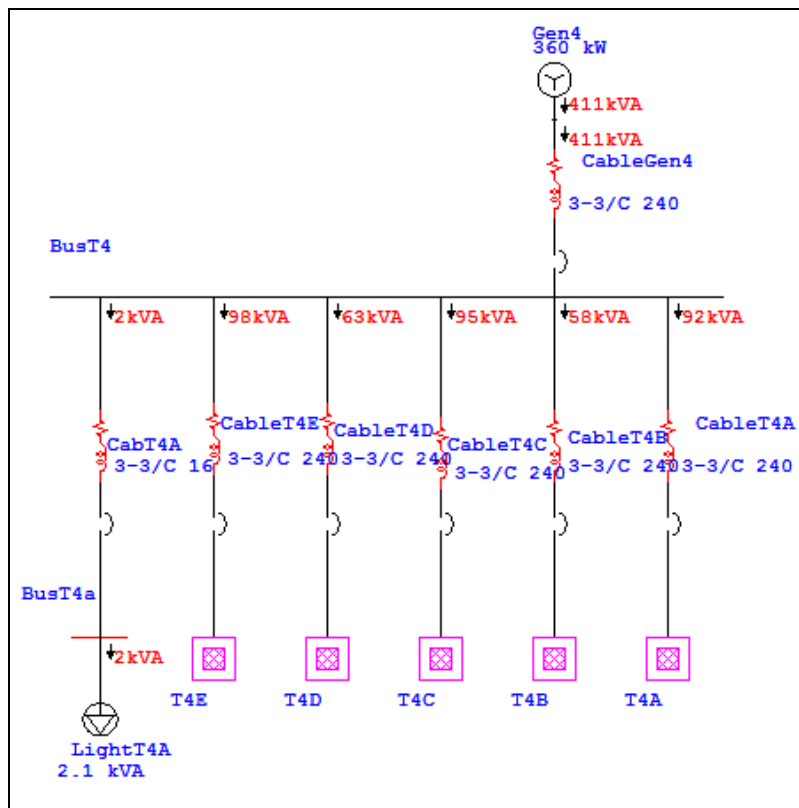 Gen4
360 kW
411kVA
411kVA
CableGen4
3-3/C 240
BusT4
2kVA
98kVA
63kVA
95kVA
58kVA
92kVA
CabT4A
3-3/C 16
CableT4E
3-3/C 240
CableT4D
3-3/C 240
CableT4C
3-3/C 240
CableT4B
3-3/C 240
CableT4A
3-3/C 240
BusT4a
2kVA
T4E
T4D
T4C
T4B
T4A
LightT4A
2.1 kVA